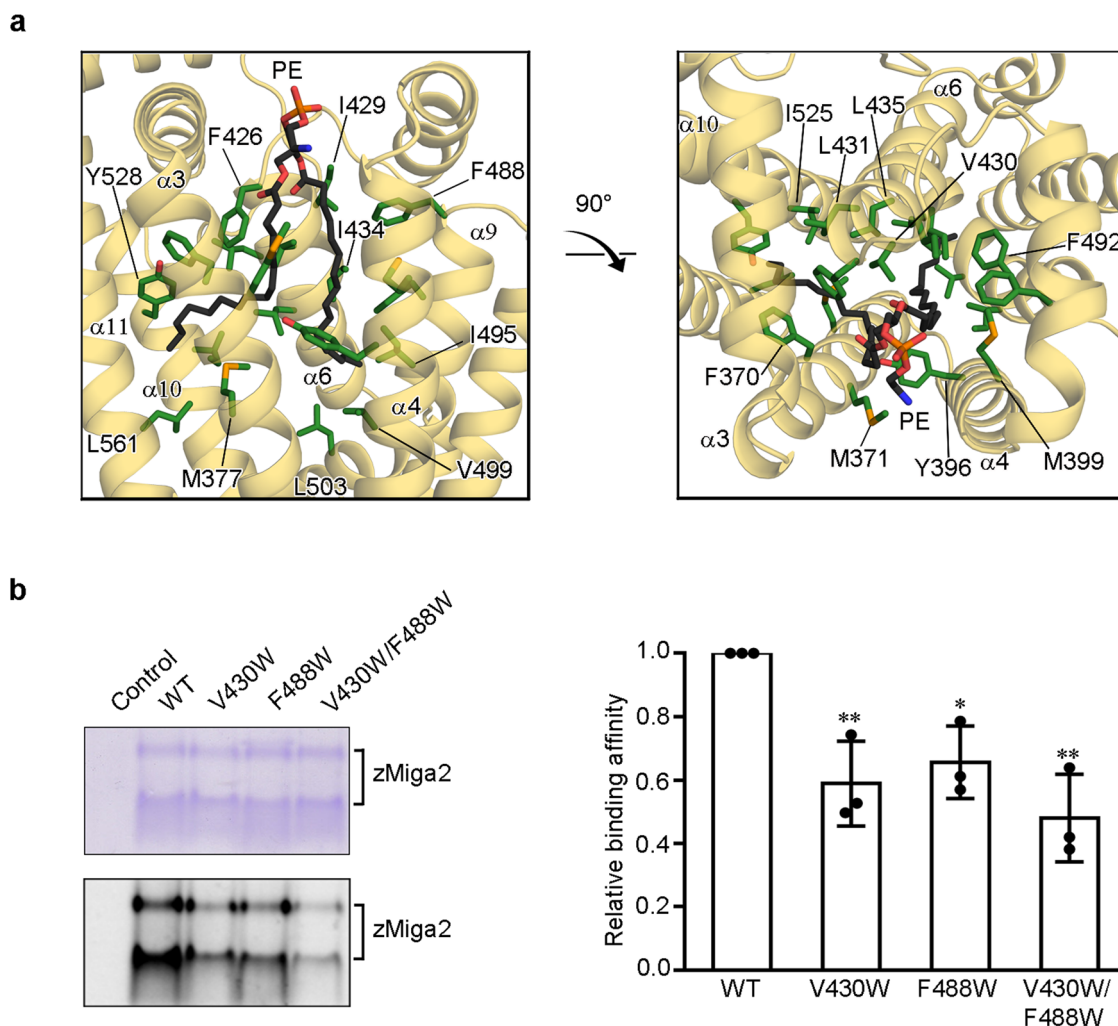 a
PE
I429
F426
F488
Y528
α3
I434
α9
α11
I495
α10
α6
α4
L561
M377
L503
V499
90°
α6
α10
I525
L435
L431
V430
F492
F370
PE
α3
M371
Y396
α4
M399
b
Control
WT
V430W
F488W
V430W/F488W
zMiga2
zMiga2
Relative binding affinity
1.0
0.8
0.6
0.4
0.2
0.0
**
*
**
WT
V430W
F488W
V430W/
F488W